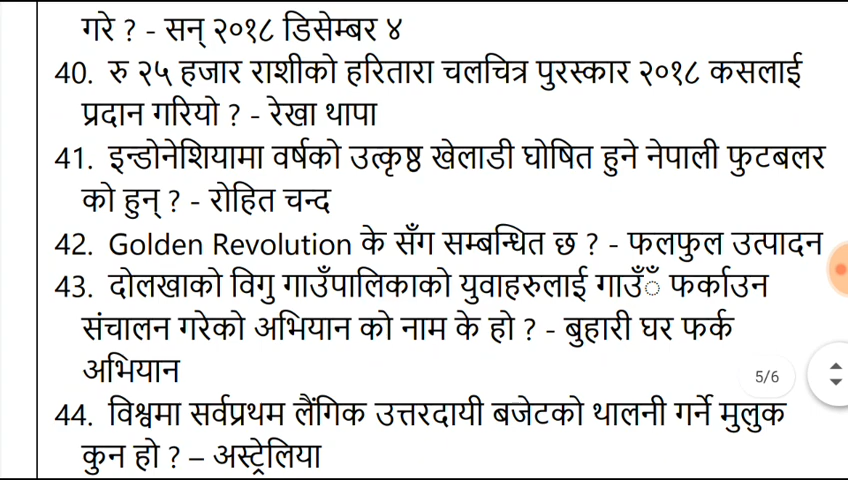 गरे ? - सन् २०१८ डिसेम्बर ४
40. रु २५ हजार राशीको हरितारा चलचित्र पुरस्कार २०१८ कसलाई
प्रदान गरियो ? - रेखा थापा
41. इन्डोनेशियामा वर्षको उत्कृष्ठ खेलाडी घोषित हुने नेपाली फुटबलर
को हुन् ? - रोहित चन्द
42. Golden Revolution के सँग सम्बन्धित छ ? - फलफुल उत्पादन
43. दोलखाको विगु गाउँपालिकाको युवाहरुलाई गाउँँ फर्काउन
संचालन गरेको अभियान को नाम के हो ? - बुहारी घर फर्क
अभियान
5/6
44. विश्वमा सर्वप्रथम लैंगिक उत्तरदायी बजेटको थालनी गर्ने मुलुक
कुन हो ? – अस्ट्रेलिया